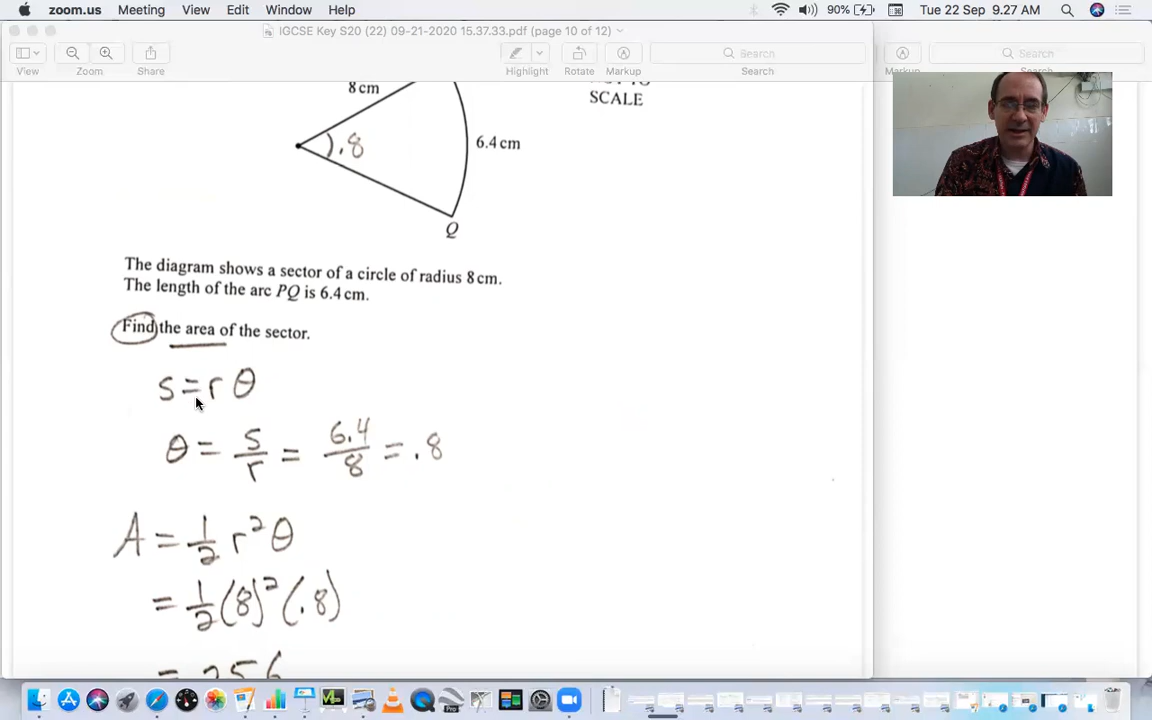 zoom.us Meeting View Edit Window Help 90% Tue 22 Sep 9.27 AM
IGCSE Key S20 (22) 09-21-2020 15.37.33.pdf (page 10 of 12)
Search
Search
View Zoom Share Highlight Rotate Markup Search
Markup Search
8 cm
SCALE
.8
6.4 cm
Q
The diagram shows a sector of a circle of radius 8 cm.
The length of the arc PQ is 6.4 cm.
Find the area of the sector.
s = r θ
θ = s/r = 6.4/8 = .8
A = 1/2 r² θ
= 1/2 (8)² (.8)